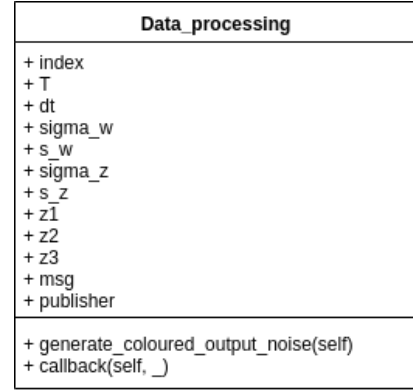 Data_processing
+ index
+ T
+ dt
+ sigma_w
+ s_w
+ sigma_z
+ s_z
+ z1
+ z2
+ z3
+ msg
+ publisher
+ generate_coloured_output_noise(self)
+ callback(self, _)